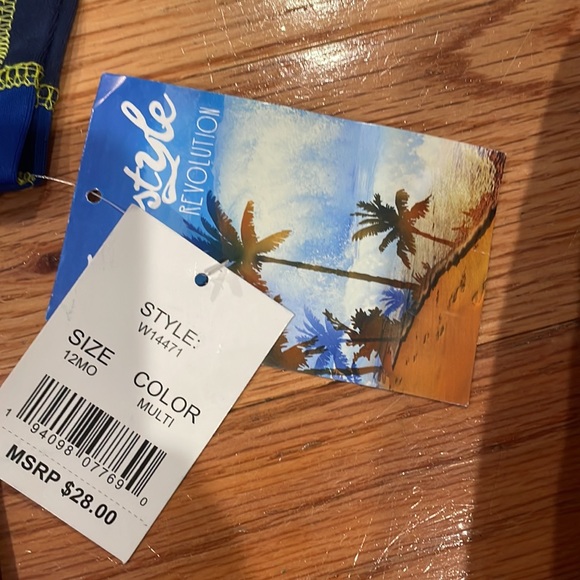 style
REVOLUTION
STYLE:
W14471
SIZE
12MO
COLOR
MULTI
1 94098 07769 0
MSRP $28.00